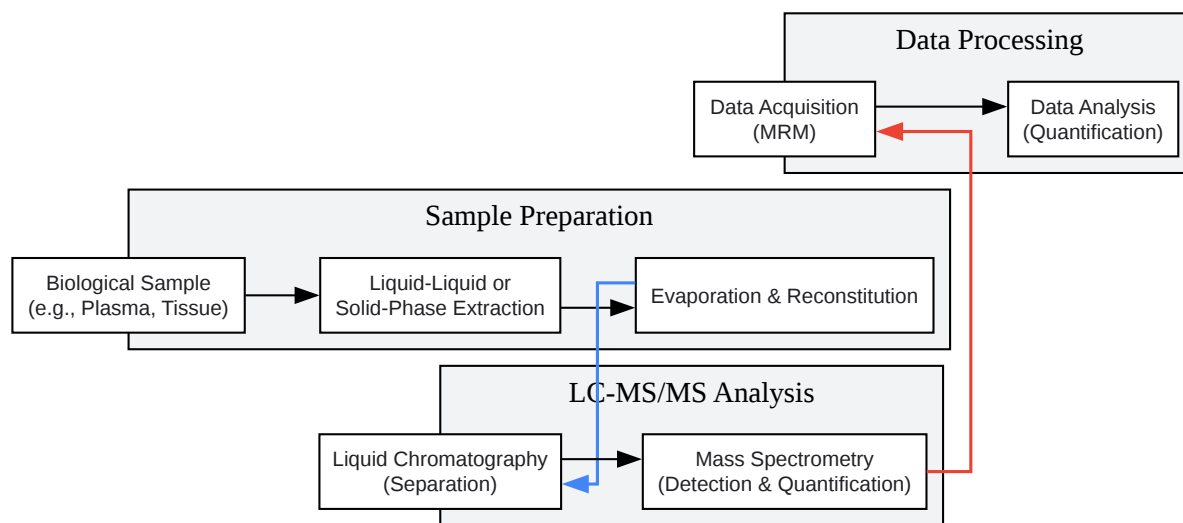 Data Processing
Data Acquisition
(MRM)
Data Analysis
(Quantification)
Sample Preparation
Biological Sample
(e.g., Plasma, Tissue)
Liquid-Liquid or
Solid-Phase Extraction
Evaporation & Reconstitution
LC-MS/MS Analysis
Liquid Chromatography
(Separation)
Mass Spectrometry
(Detection & Quantification)